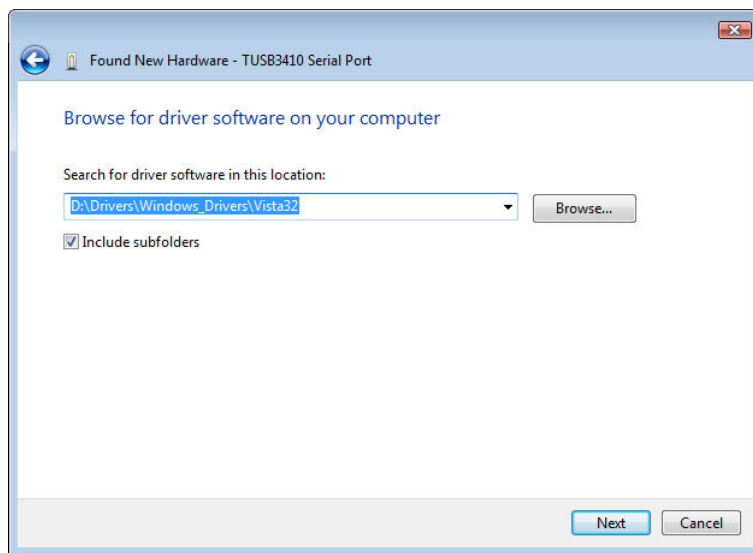 Found New Hardware - TUSB3410 Serial Port
Browse for driver software on your computer
Search for driver software in this location:
D:\Drivers\Windows_Drivers\Vista32
Browse...
Include subfolders
Next
Cancel